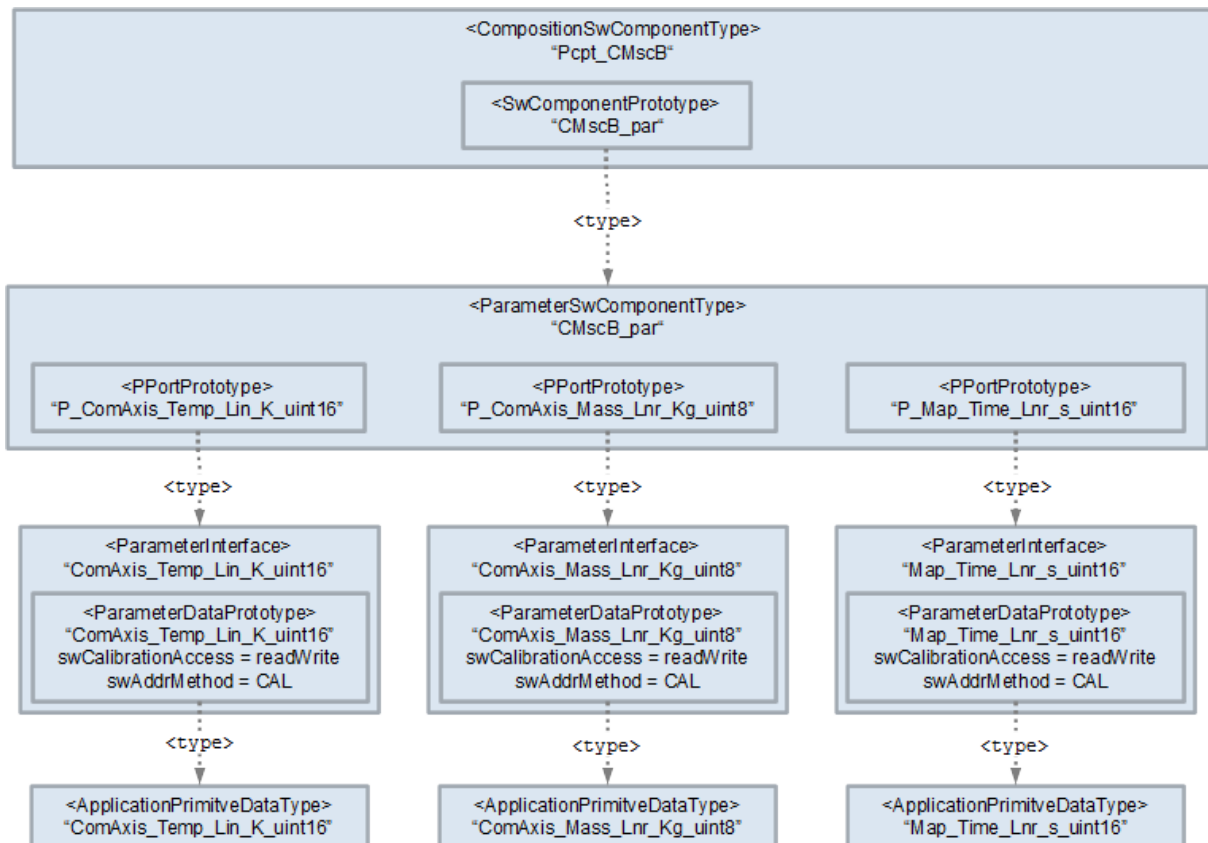 <CompositionSwComponentType>
“Pcpt_CMscB“
<SwComponentPrototype>
“CMscB_par“
<type>
<ParameterSwComponentType>
“CMscB_par“
<PPortPrototype>
“P_ComAxis_Temp_Lin_K_uint16”
<PPortPrototype>
“P_ComAxis_Mass_Lnr_Kg_uint8”
<PPortPrototype>
“P_Map_Time_Lnr_s_uint16”
<type>
<type>
<type>
<ParameterInterface>
“ComAxis_Temp_Lin_K_uint16”
<ParameterDataPrototype>
“ComAxis_Temp_Lin_K_uint16”
swCalibrationAccess = readWrite
swAddrMethod = CAL
<ParameterInterface>
“ComAxis_Mass_Lnr_Kg_uint8”
<ParameterDataPrototype>
“ComAxis_Mass_Lnr_Kg_uint8”
swCalibrationAccess = readWrite
swAddrMethod = CAL
<ParameterInterface>
“Map_Time_Lnr_s_uint16”
<ParameterDataPrototype>
“Map_Time_Lnr_s_uint16”
swCalibrationAccess = readWrite
swAddrMethod = CAL
<type>
<type>
<type>
<ApplicationPrimitveDataType>
“ComAxis_Temp_Lin_K_uint16”
<ApplicationPrimitveDataType>
“ComAxis_Mass_Lnr_Kg_uint8”
<ApplicationPrimitveDataType>
“Map_Time_Lnr_s_uint16”